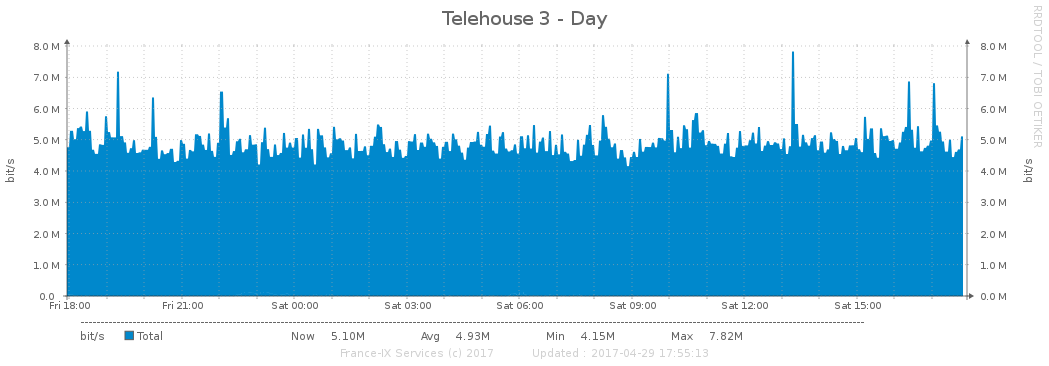 Telehouse 3 - Day
RRDTOOL / TOBI OETIKER
8.0 M 8.0 M
7.0 M 7.0 M
6.0 M 6.0 M
5.0 M 5.0 M
4.0 M 4.0 M
3.0 M 3.0 M
2.0 M 2.0 M
1.0 M 1.0 M
0.0 0.0 M
bit/s bit/s
Fri 18:00 Fri 21:00 Sat 00:00 Sat 03:00 Sat 06:00 Sat 09:00 Sat 12:00 Sat 15:00
bit/s Total Now 5.10M Avg 4.93M Min 4.15M Max 7.82M
France-IX Services (c) 2017 Updated : 2017-04-29 17:55:13